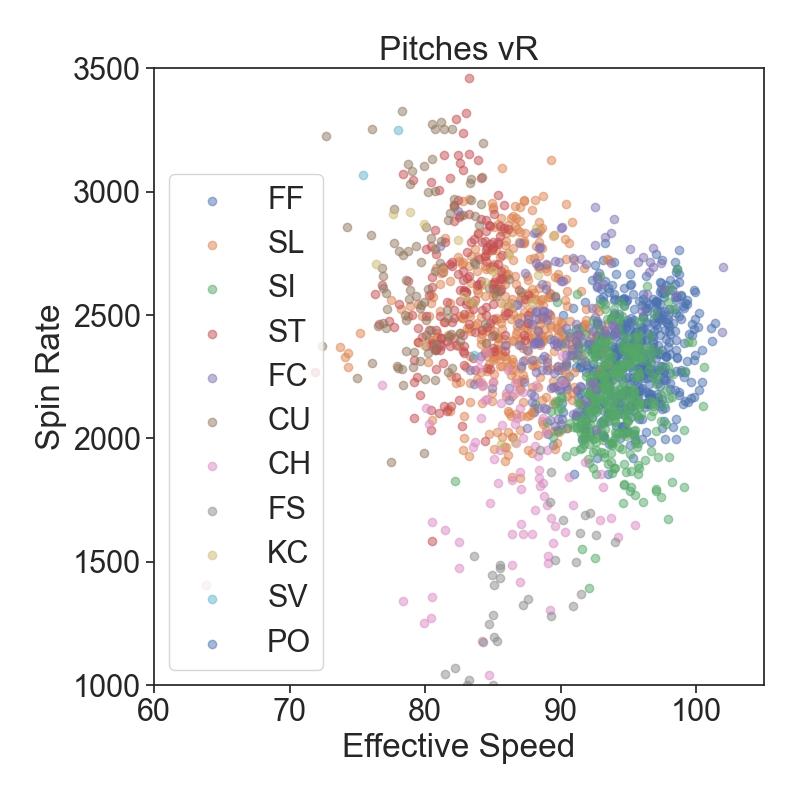 Pitches vR
3500
3000
2500
2000
1500
1000
Spin Rate
FF
SL
SI
ST
FC
CU
CH
FS
KC
SV
PO
60
70
80
90
100
Effective Speed